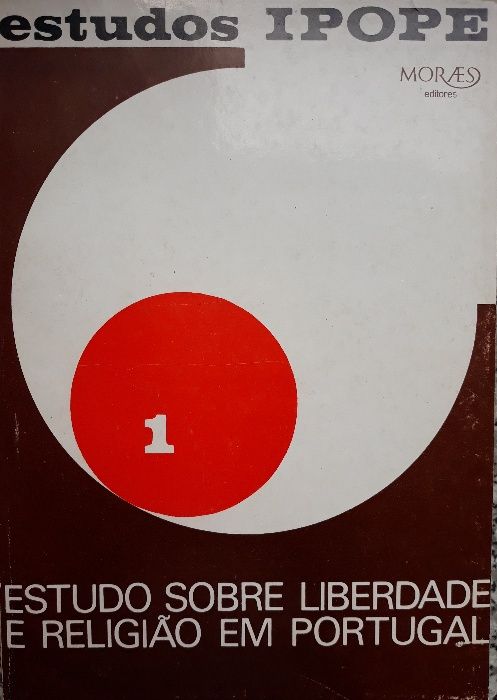 estudos IPOPE
MORÆS
editores
1
ESTUDO SOBRE LIBERDADE
E RELIGIÃO EM PORTUGAL